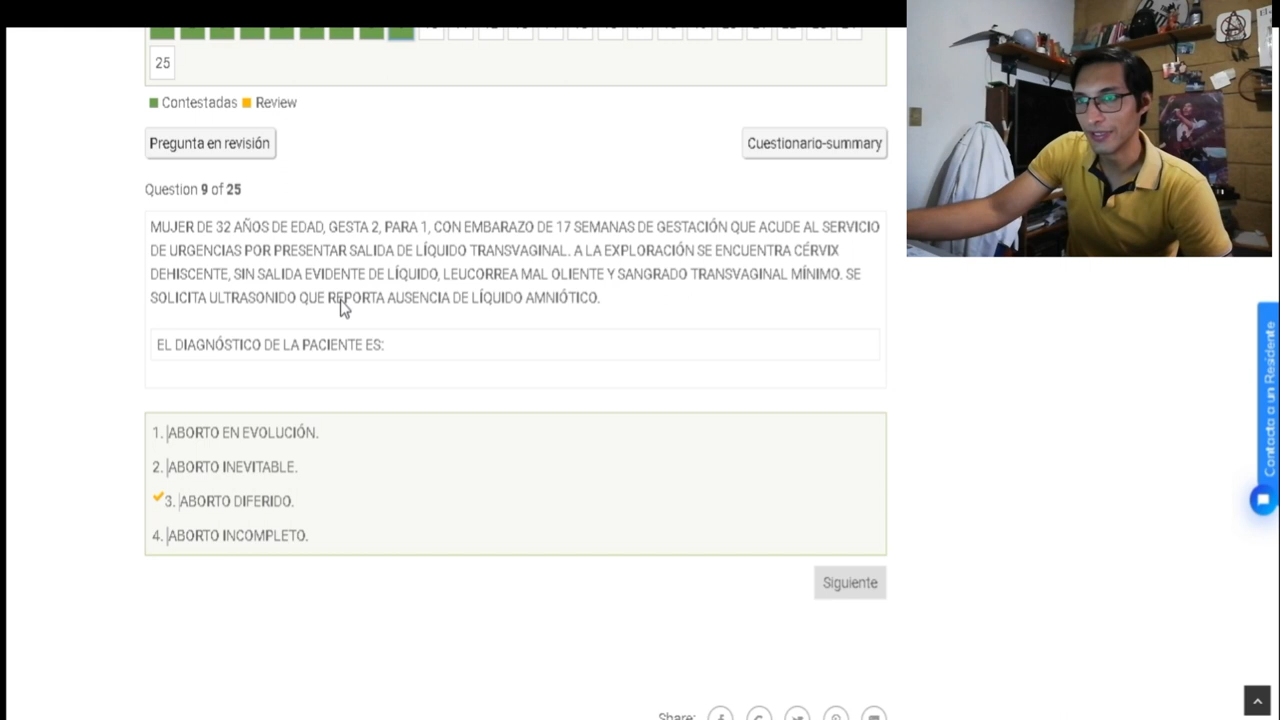 25
Contestadas Review
Pregunta en revisión
Cuestionario-summary
Question 9 of 25
MUJER DE 32 AÑOS DE EDAD, GESTA 2, PARA 1, CON EMBARAZO DE 17 SEMANAS DE GESTACIÓN QUE ACUDE AL SERVICIO
DE URGENCIAS POR PRESENTAR SALIDA DE LÍQUIDO TRANSVAGINAL. A LA EXPLORACIÓN SE ENCUENTRA CÉRVIX
DEHISCENTE, SIN SALIDA EVIDENTE DE LÍQUIDO, LEUCORREA MAL OLIENTE Y SANGRADO TRANSVAGINAL MÍNIMO. SE
SOLICITA ULTRASONIDO QUE REPORTA AUSENCIA DE LÍQUIDO AMNIÓTICO.
EL DIAGNÓSTICO DE LA PACIENTE ES:
1. ABORTO EN EVOLUCIÓN.
2. ABORTO INEVITABLE.
3. ABORTO DIFERIDO.
4. ABORTO INCOMPLETO.
Siguiente
Share:
Contacta a un Residente